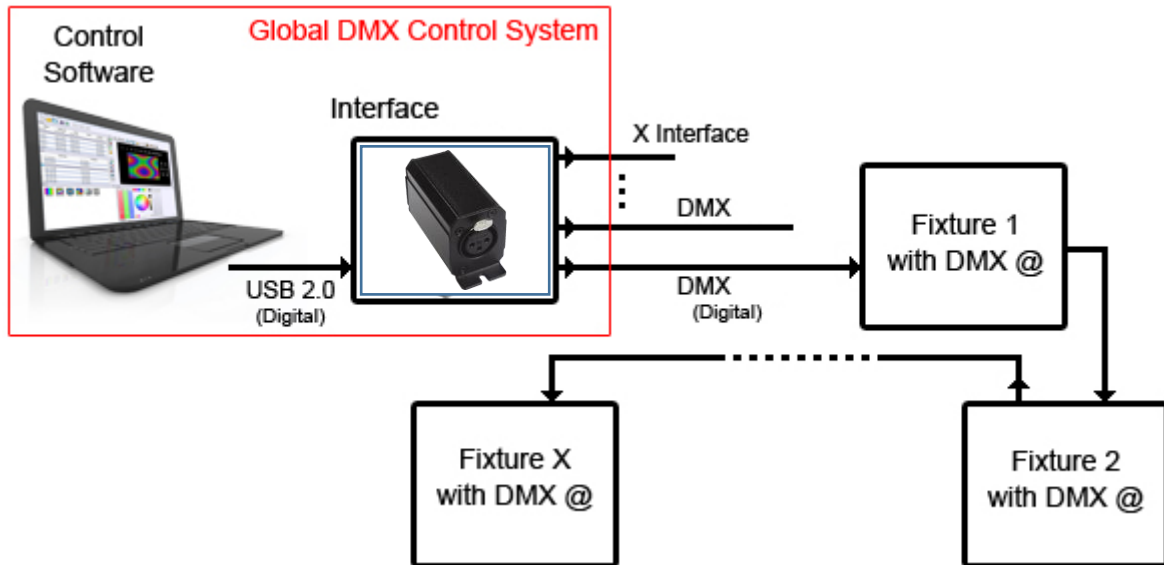 Global DMX Control System
Control
Software
Interface
X Interface
DMX
USB 2.0
(Digital)
DMX
(Digital)
Fixture 1
with DMX @
Fixture X
with DMX @
Fixture 2
with DMX @